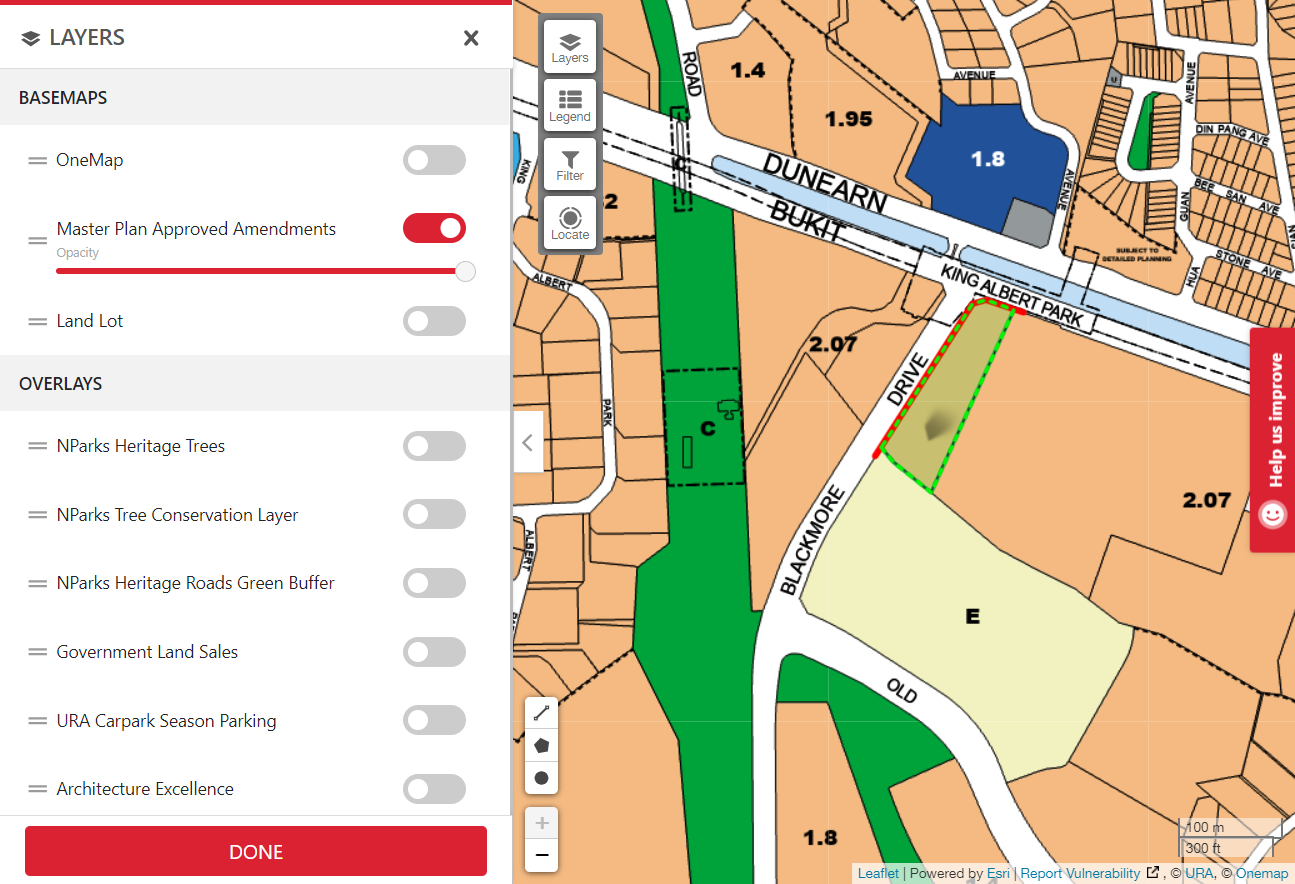 LAYERS
BASEMAPS
OneMap
Master Plan Approved Amendments
Opacity
Land Lot
OVERLAYS
NParks Heritage Trees
NParks Tree Conservation Layer
NParks Heritage Roads Green Buffer
Government Land Sales
URA Carpark Season Parking
Architecture Excellence
DONE
Layers
Legend
Filter
Locate
ROAD
1.4
1.95
1.8
AVENUE
AVENUE
AVENUE
U
DIN PANG AVE
BEE SAN AVE
GUAN
STONE AVE
HUA
SUBJECT TO
DETAILED PLANNING
KING
C
DUNEARN
BUKIT
KING ALBERT PARK
ALBERT
PARK
ALBERT
2.07
DRIVE
C
BLACKMORE
2.07
E
OLD
1.8
Help us improve
100 m
300 ft
Leaflet | Powered by Esri | Report Vulnerability , © URA, © Onemap